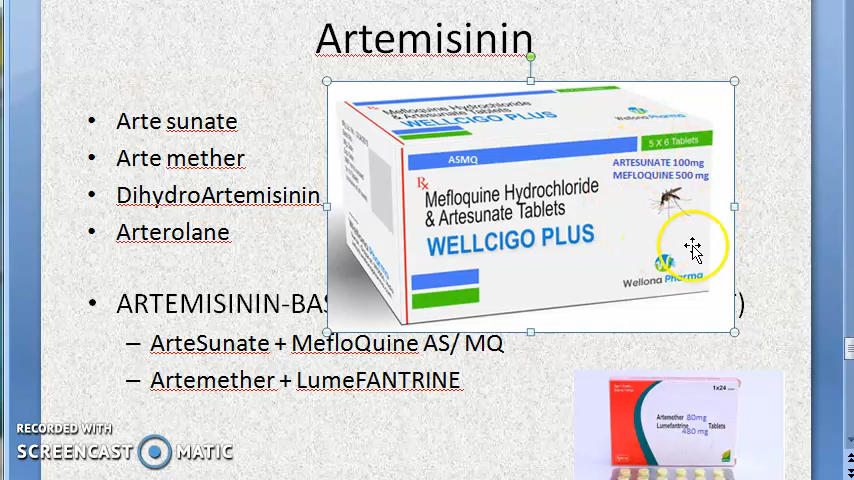 Artemisinin
• Arte sunate
• Arte mether
• DihydroArtemisinin
• Arterolane
• ARTEMISININ-BAS
)
– ArteSunate + MefloQuine AS/ MQ
– Artemether + LumeFANTRINE
Mefloquine Hydrochloride
& Artesunate Tablets
WELLCIGO PLUS
Wellona Pharma
5 X 6 Tablets
ASMQ
ARTESUNATE 100mg
MEFLOQUINE 500 mg
Rx
Mefloquine Hydrochloride
& Artesunate Tablets
WELLCIGO PLUS
Wellona Pharma
1x24
Artemether 80mg
Lumefantrine Tablets
480 mg
RECORDED WITH
SCREENCAST MATIC